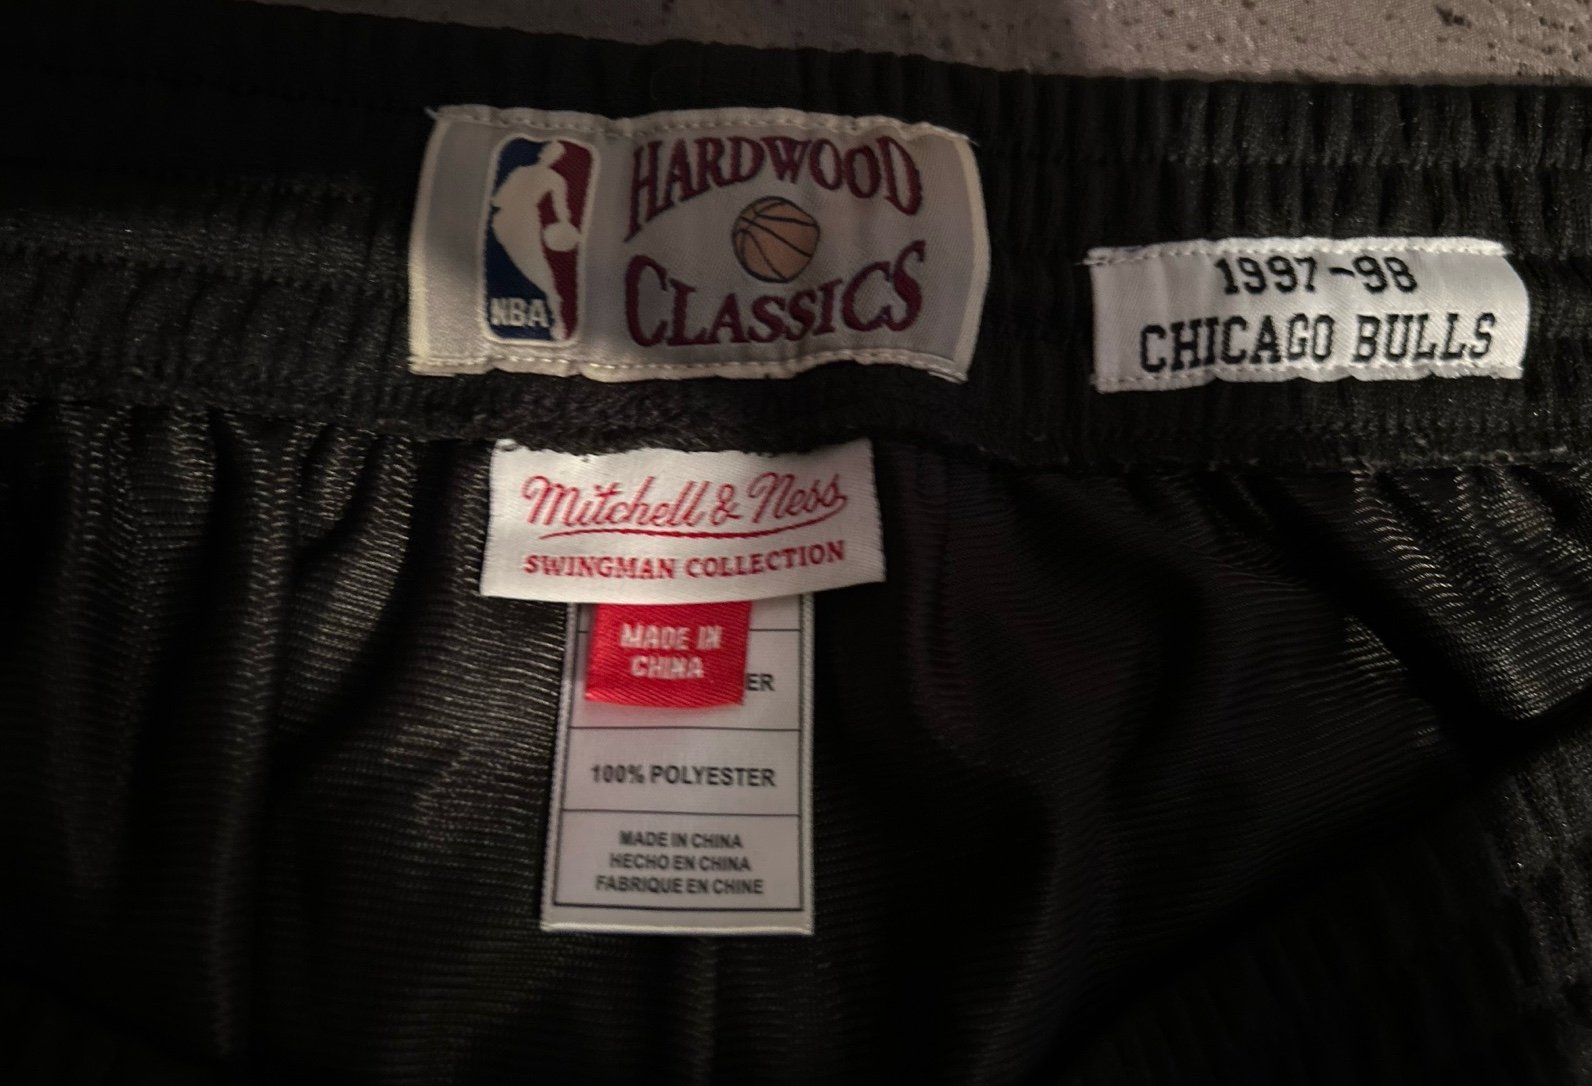 HARDWOOD
CLASSICS
NBA
1997-98
CHICAGO BULLS
Mitchell & Ness
SWINGMAN COLLECTION
MADE IN
CHINA
ER
100% POLYESTER
MADE IN CHINA
HECHO EN CHINA
FABRIQUE EN CHINE